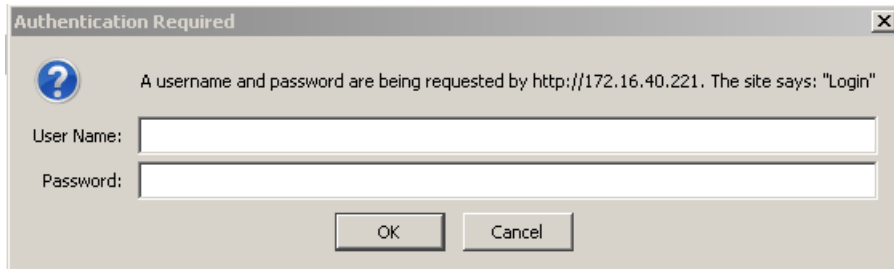 Authentication Required
A username and password are being requested by http://172.16.40.221. The site says: "Login"
User Name:
Password:
OK Cancel